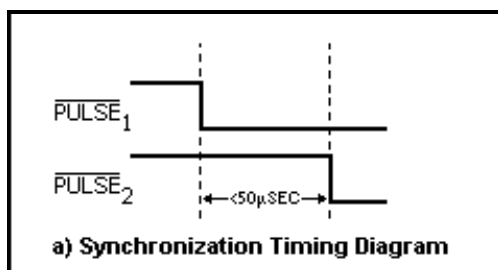 PULSE1
PULSE2
<50µSEC
a) Synchronization Timing Diagram